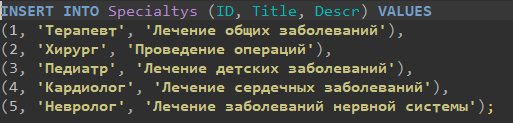 INSERT INTO Specialtys (ID, Title, Descr) VALUES
(1, 'Терапевт', 'Лечение общих заболеваний'),
(2, 'Хирург', 'Проведение операций'),
(3, 'Педиатр', 'Лечение детских заболеваний'),
(4, 'Кардиолог', 'Лечение сердечных заболеваний'),
(5, 'Невролог', 'Лечение заболеваний нервной системы');